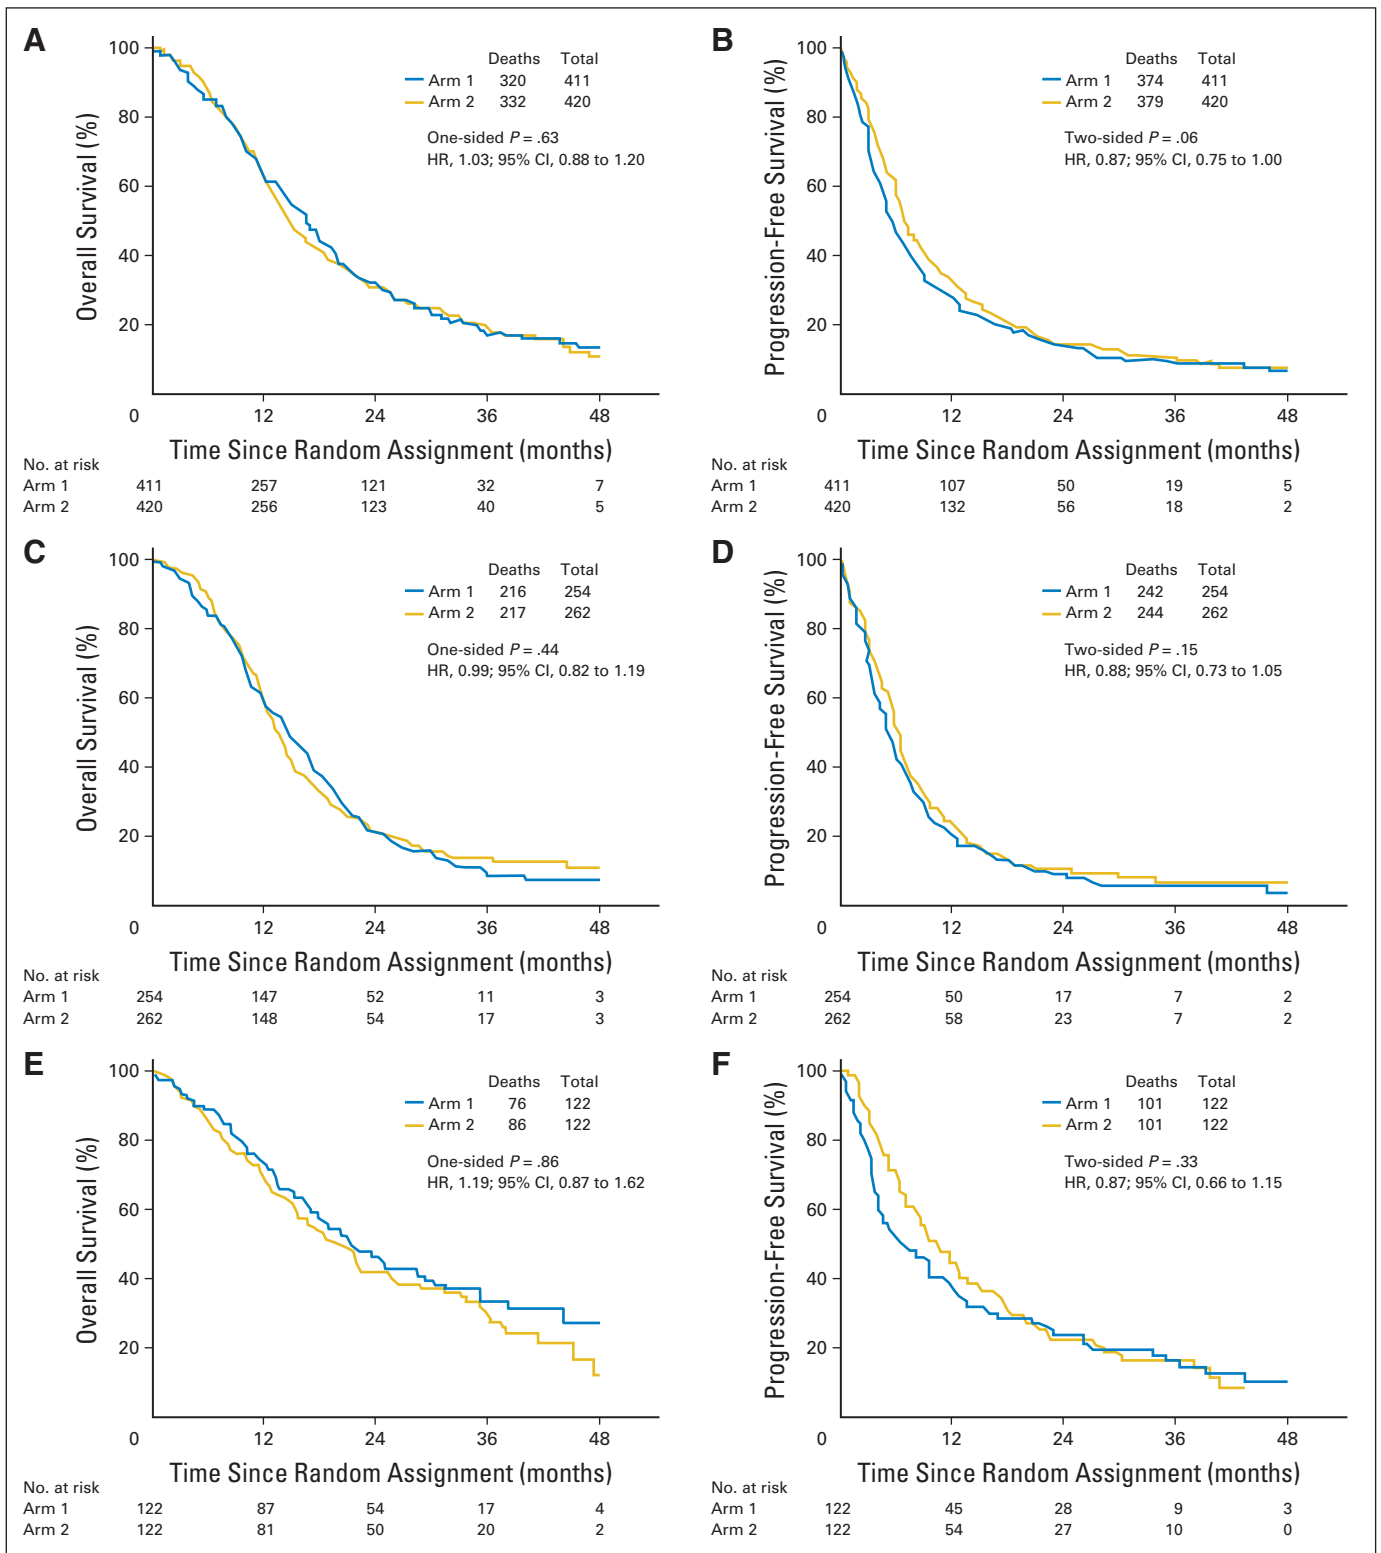 A
Overall Survival (%)
100
80
60
40
20
0
12 24 36 48
Deaths Total
Arm 1 320 411
Arm 2 332 420
One-sided P = .63
HR, 1.03; 95% CI, 0.88 to 1.20
Time Since Random Assignment (months)
No. at risk
Arm 1 411 257 121 32 7
Arm 2 420 256 123 40 5
B
Progression-Free Survival (%)
100
80
60
40
20
0
12 24 36 48
Deaths Total
Arm 1 374 411
Arm 2 379 420
Two-sided P = .06
HR, 0.87; 95% CI, 0.75 to 1.00
Time Since Random Assignment (months)
No. at risk
Arm 1 411 107 50 19 5
Arm 2 420 132 56 18 2
C
Overall Survival (%)
100
80
60
40
20
0
12 24 36 48
Deaths Total
Arm 1 216 254
Arm 2 217 262
One-sided P = .44
HR, 0.99; 95% CI, 0.82 to 1.19
Time Since Random Assignment (months)
No. at risk
Arm 1 254 147 52 11 3
Arm 2 262 148 54 17 3
D
Progression-Free Survival (%)
100
80
60
40
20
0
12 24 36 48
Deaths Total
Arm 1 242 254
Arm 2 244 262
Two-sided P = .15
HR, 0.88; 95% CI, 0.73 to 1.05
Time Since Random Assignment (months)
No. at risk
Arm 1 254 50 17 7 2
Arm 2 262 58 23 7 2
E
Overall Survival (%)
100
80
60
40
20
0
12 24 36 48
Deaths Total
Arm 1 76 122
Arm 2 86 122
One-sided P = .86
HR, 1.19; 95% CI, 0.87 to 1.62
Time Since Random Assignment (months)
No. at risk
Arm 1 122 87 54 17 4
Arm 2 122 81 50 20 2
F
Progression-Free Survival (%)
100
80
60
40
20
0
12 24 36 48
Deaths Total
Arm 1 101 122
Arm 2 101 122
Two-sided P = .33
HR, 0.87; 95% CI, 0.66 to 1.15
Time Since Random Assignment (months)
No. at risk
Arm 1 122 45 28 9 3
Arm 2 122 54 27 10 0